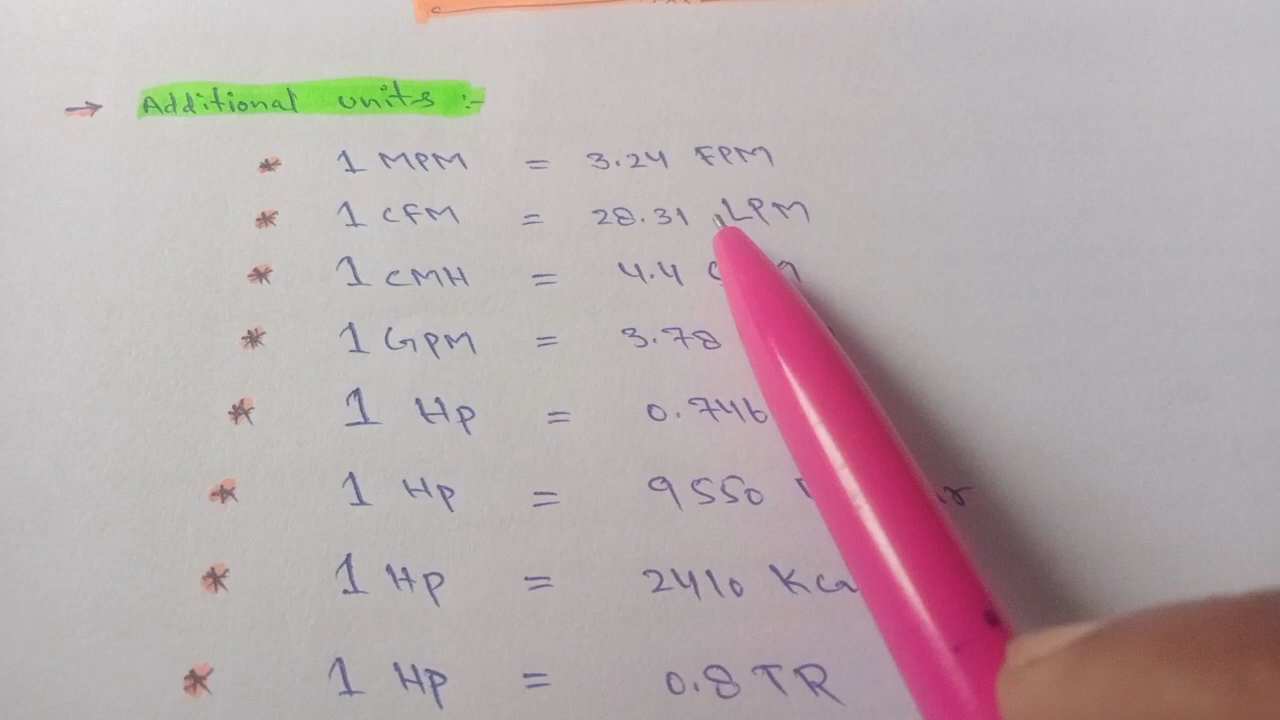 → Additional units :-
* 1 MPM = 3.24 FPM
* 1 CFM = 28.31 LPM
* 1 CMH = 4.4
* 1 GPM = 3.78
* 1 Hp = 0.746
* 1 Hp = 9550
* 1 Hp = 2410
* 1 Hp = 0.8 TR